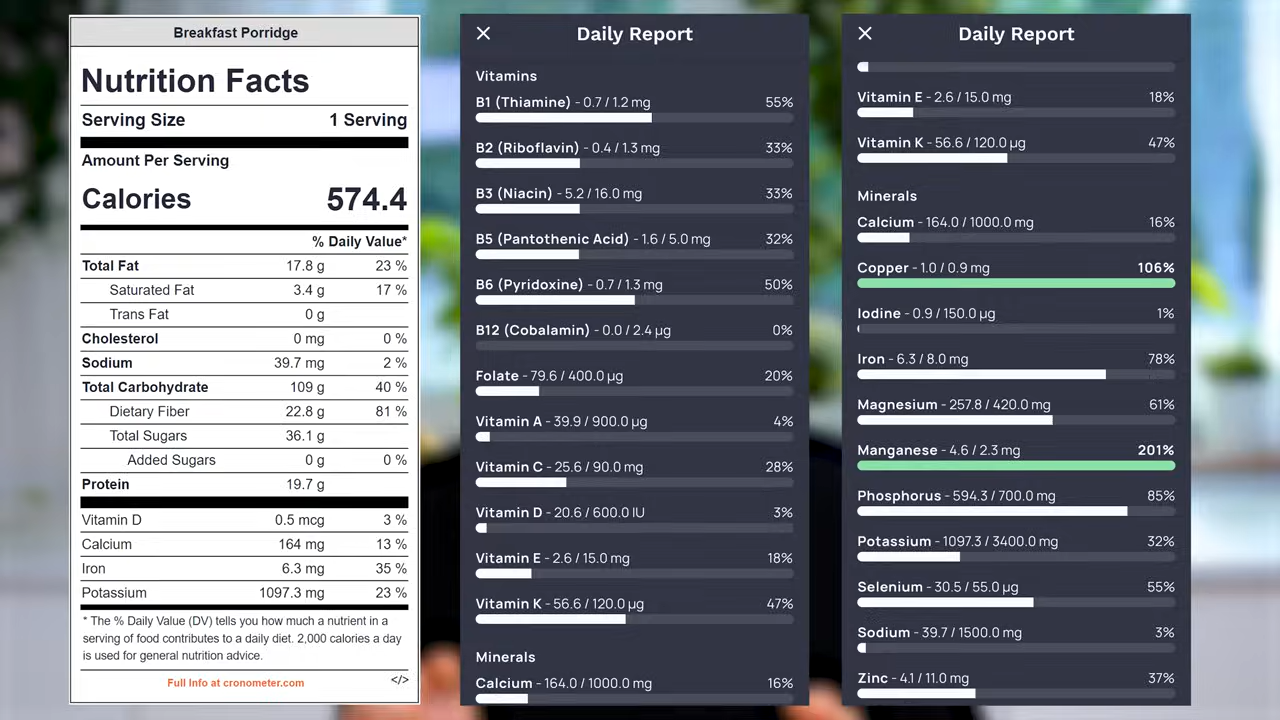 Breakfast Porridge
Nutrition Facts
Serving Size 1 Serving
Amount Per Serving
Calories 574.4
% Daily Value*
Total Fat 17.8 g 23 %
Saturated Fat 3.4 g 17 %
Trans Fat 0 g
Cholesterol 0 mg 0 %
Sodium 39.7 mg 2 %
Total Carbohydrate 109 g 40 %
Dietary Fiber 22.8 g 81 %
Total Sugars 36.1 g
Added Sugars 0 g 0 %
Protein 19.7 g
Vitamin D 0.5 mcg 3 %
Calcium 164 mg 13 %
Iron 6.3 mg 35 %
Potassium 1097.3 mg 23 %
* The % Daily Value (DV) tells you how much a nutrient in a
serving of food contributes to a daily diet. 2,000 calories a day
is used for general nutrition advice.
Full Info at cronometer.com </>
Daily Report
Vitamins
B1 (Thiamine) - 0.7 / 1.2 mg 55%
B2 (Riboflavin) - 0.4 / 1.3 mg 33%
B3 (Niacin) - 5.2 / 16.0 mg 33%
B5 (Pantothenic Acid) - 1.6 / 5.0 mg 32%
B6 (Pyridoxine) - 0.7 / 1.3 mg 50%
B12 (Cobalamin) - 0.0 / 2.4 µg 0%
Folate - 79.6 / 400.0 µg 20%
Vitamin A - 39.9 / 900.0 µg 4%
Vitamin C - 25.6 / 90.0 mg 28%
Vitamin D - 20.6 / 600.0 IU 3%
Vitamin E - 2.6 / 15.0 mg 18%
Vitamin K - 56.6 / 120.0 µg 47%
Minerals
Calcium - 164.0 / 1000.0 mg 16%
Daily Report
Vitamin E - 2.6 / 15.0 mg 18%
Vitamin K - 56.6 / 120.0 µg 47%
Minerals
Calcium - 164.0 / 1000.0 mg 16%
Copper - 1.0 / 0.9 mg 106%
Iodine - 0.9 / 150.0 µg 1%
Iron - 6.3 / 8.0 mg 78%
Magnesium - 257.8 / 420.0 mg 61%
Manganese - 4.6 / 2.3 mg 201%
Phosphorus - 594.3 / 700.0 mg 85%
Potassium - 1097.3 / 3400.0 mg 32%
Selenium - 30.5 / 55.0 µg 55%
Sodium - 39.7 / 1500.0 mg 3%
Zinc - 4.1 / 11.0 mg 37%